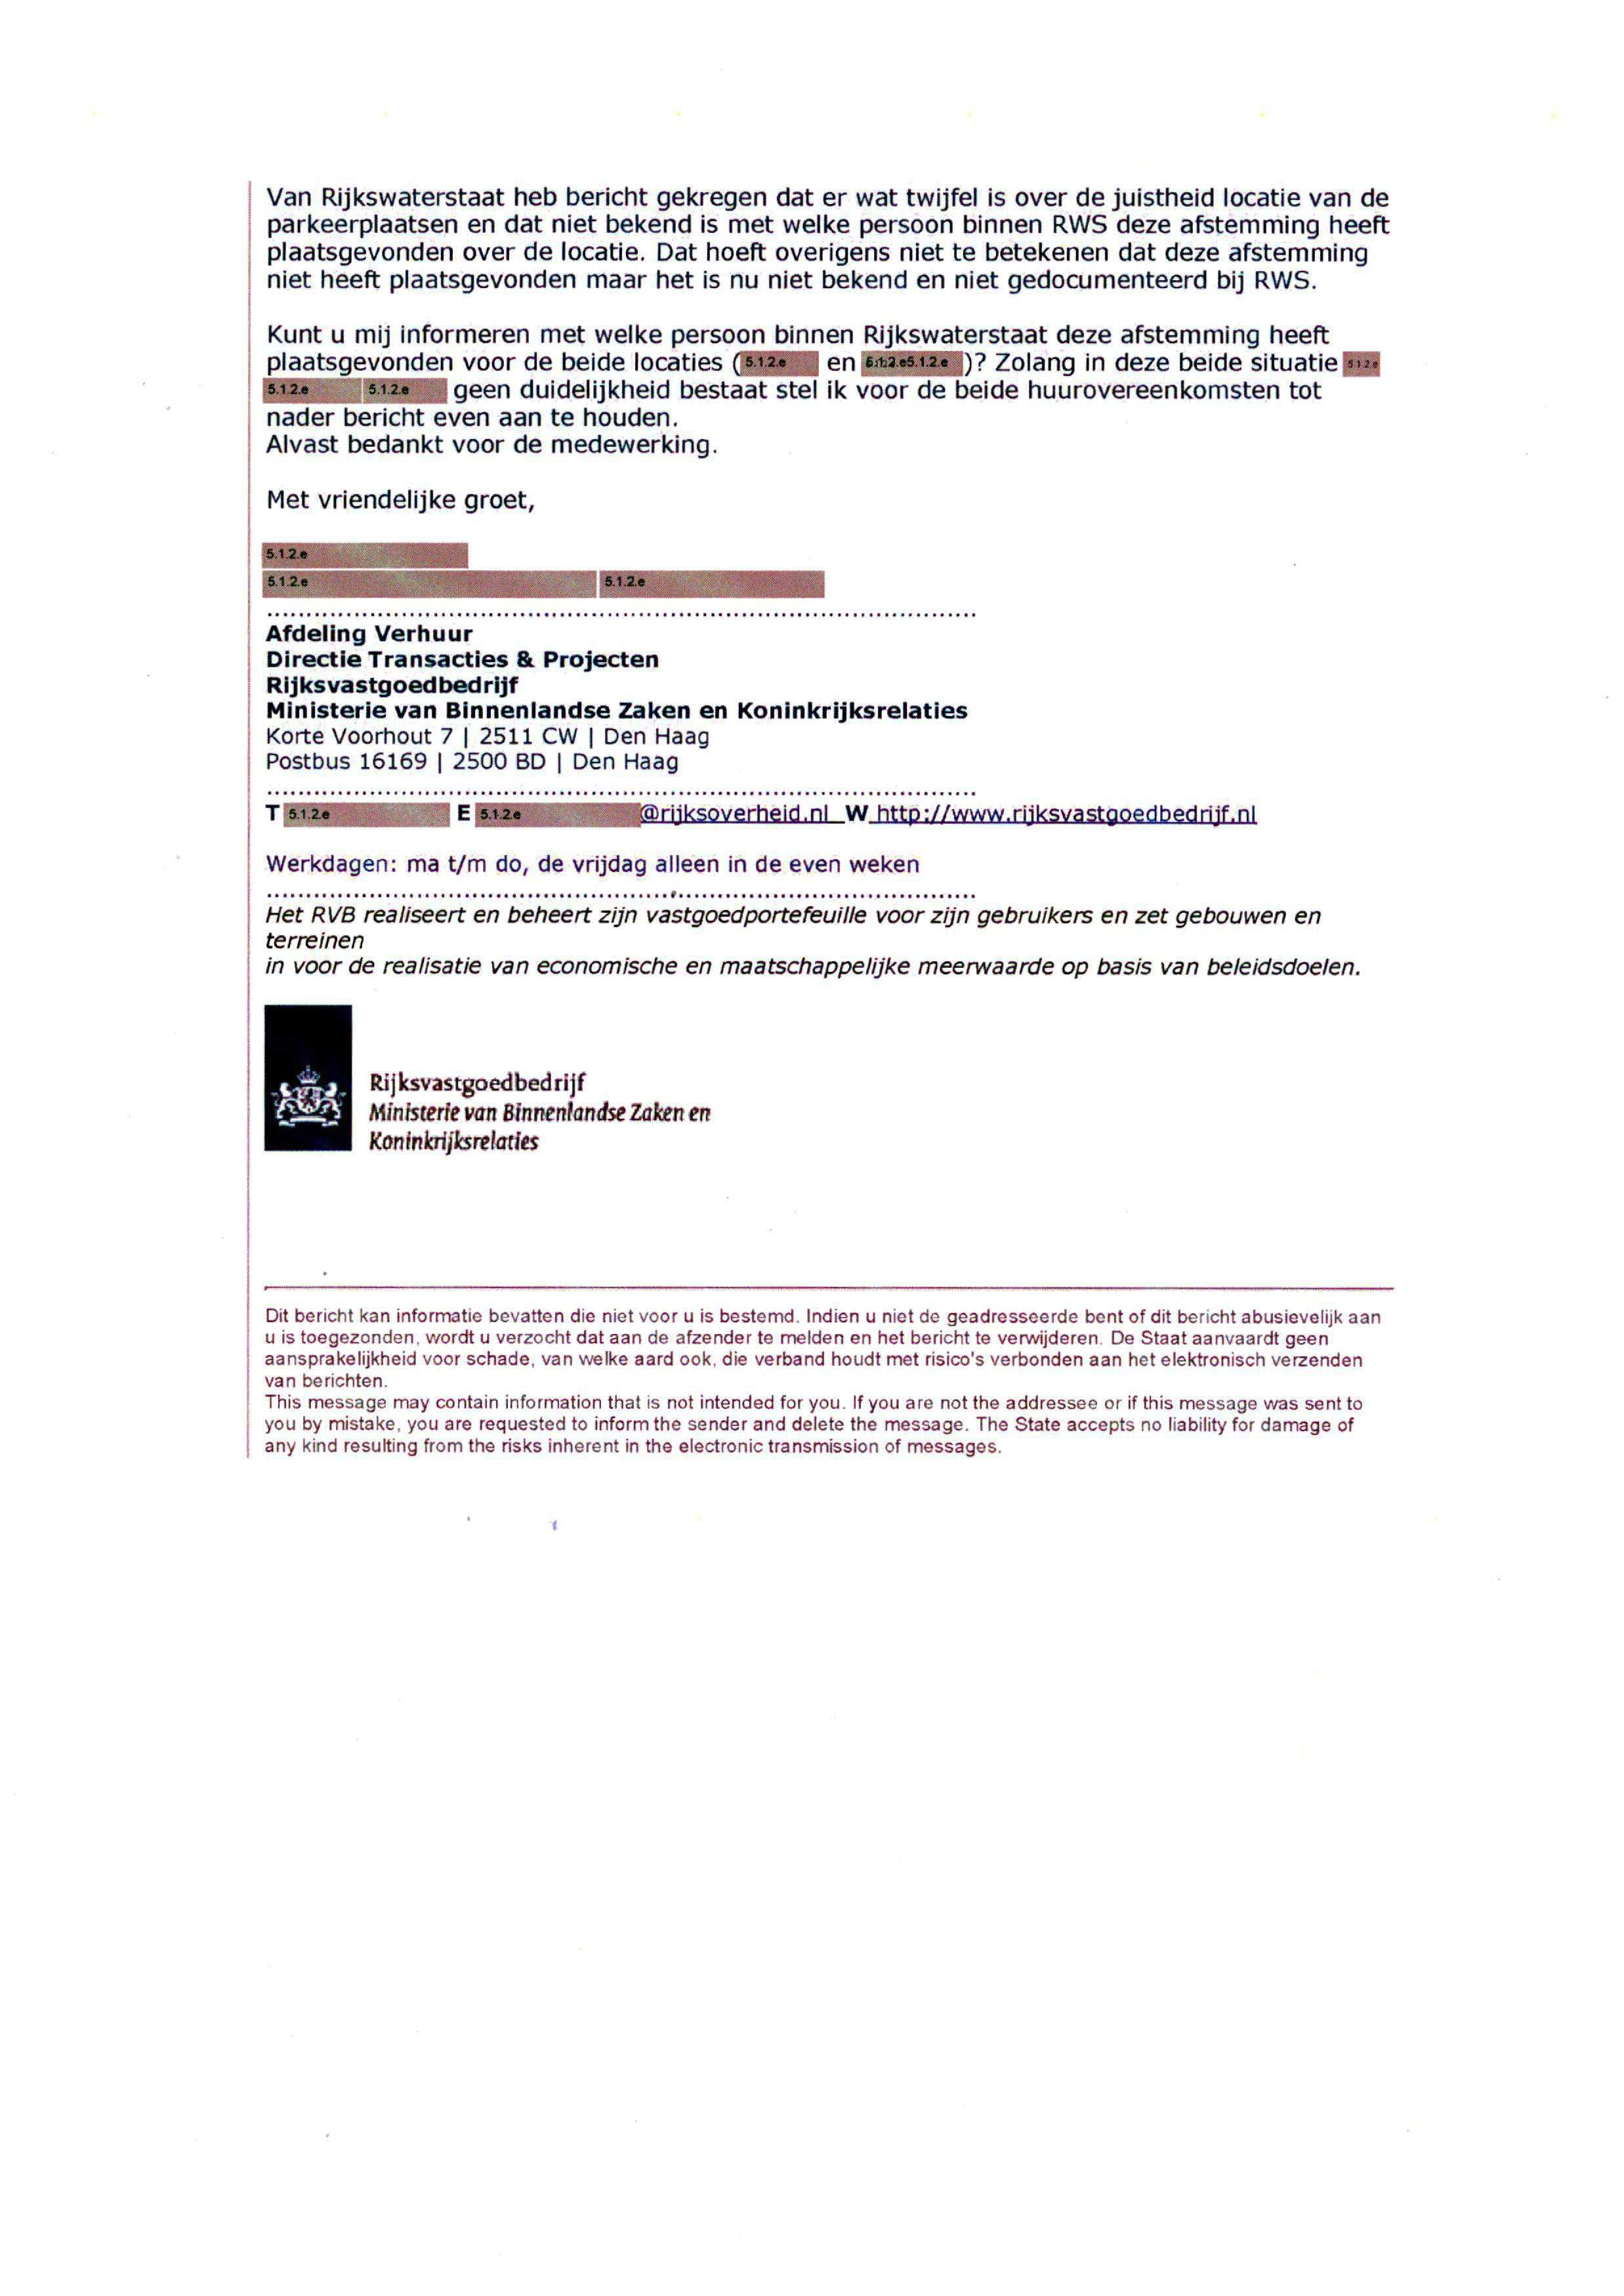 Van Rijkswaterstaat heb bericht gekregen dat er wat twijfel is over de juistheid locatie van de
parkeerplaatsen en dat niet bekend is met welke persoon binnen RWS deze afstemming heeft
plaatsgevonden over de locatie. Dat hoeft overigens niet te betekenen dat deze afstemming
niet heeft plaatsgevonden maar het is nu niet bekend en niet gedocumenteerd bij RWS.
Kunt u mij informeren met welke persoon binnen Rijkswaterstaat deze afstemming heeft
plaatsgevonden voor de beide locaties (5.1.2.e en 5.1.2.e)? Zolang in deze beide situatie 5.1.2.e
5.1.2.e 5.1.2.e geen duidelijkheid bestaat stel ik voor de beide huurovereenkomsten tot
nader bericht even aan te houden.
Alvast bedankt voor de medewerking.
Met vriendelijke groet,
5.1.2.e
5.1.2.e 5.1.2.e
Afdeling Verhuur
Directie Transacties & Projecten
Rijksvastgoedbedrijf
Ministerie van Binnenlandse Zaken en Koninkrijksrelaties
Korte Voorhout 7 | 2511 CW | Den Haag
Postbus 16169 | 2500 BD | Den Haag
T 5.1.2.e E 5.1.2.e @rijksoverheid.nl W http://www.rijksvastgoedbedrijf.nl
Werkdagen: ma t/m do, de vrijdag alleen in de even weken
Het RVB realiseert en beheert zijn vastgoedportefeuille voor zijn gebruikers en zet gebouwen en
terreinen
in voor de realisatie van economische en maatschappelijke meerwaarde op basis van beleidsdoelen.
Rijksvastgoedbedrijf
Ministerie van Binnenlandse Zaken en
Koninkrijksrelaties
Dit bericht kan informatie bevatten die niet voor u is bestemd. Indien u niet de geadresseerde bent of dit bericht abusievelijk aan
u is toegezonden, wordt u verzocht dat aan de afzender te melden en het bericht te verwijderen. De Staat aanvaardt geen
aansprakelijkheid voor schade, van welke aard ook, die verband houdt met risico's verbonden aan het elektronisch verzenden
van berichten.
This message may contain information that is not intended for you. If you are not the addressee or if this message was sent to
you by mistake, you are requested to inform the sender and delete the message. The State accepts no liability for damage of
any kind resulting from the risks inherent in the electronic transmission of messages.